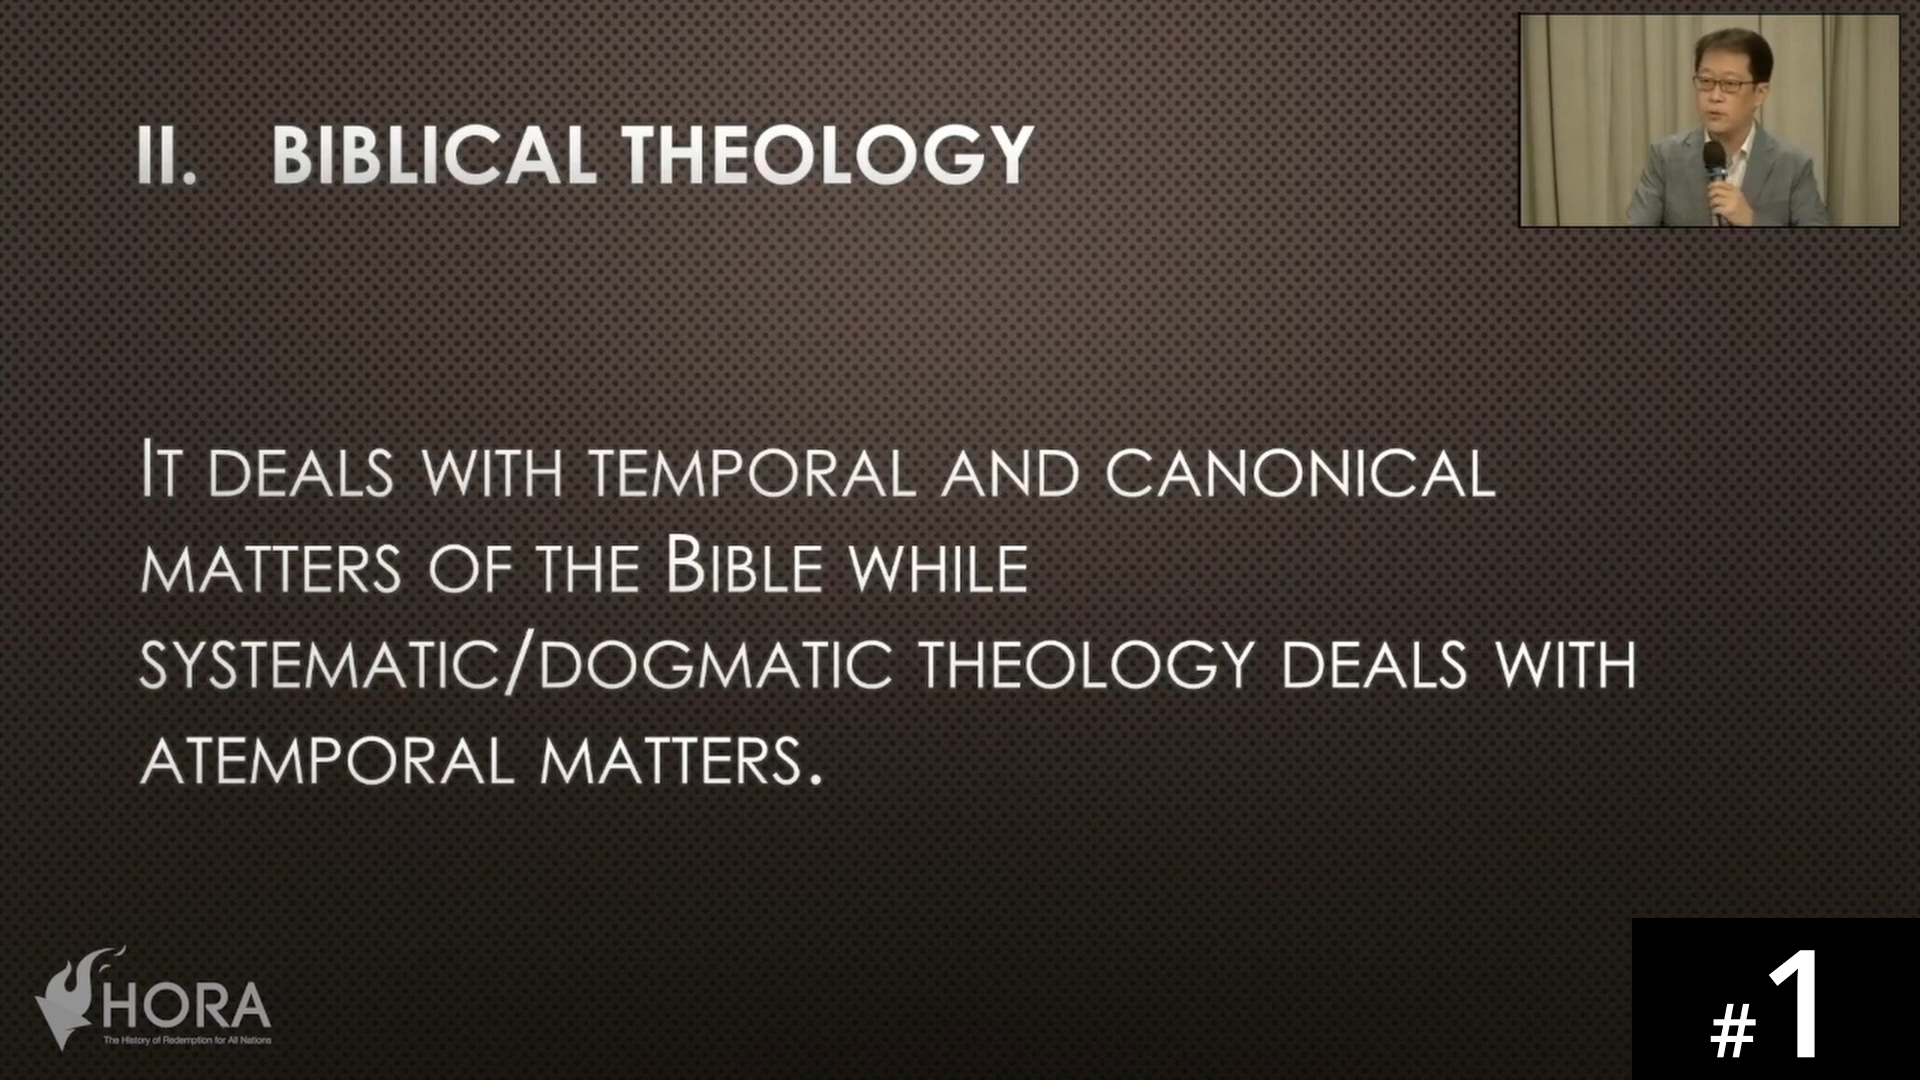 II. BIBLICAL THEOLOGY
It deals with temporal and canonical
matters of the Bible while
systematic/dogmatic theology deals with
atemporal matters.
HORA
The History of Redemption for All Nations
#1